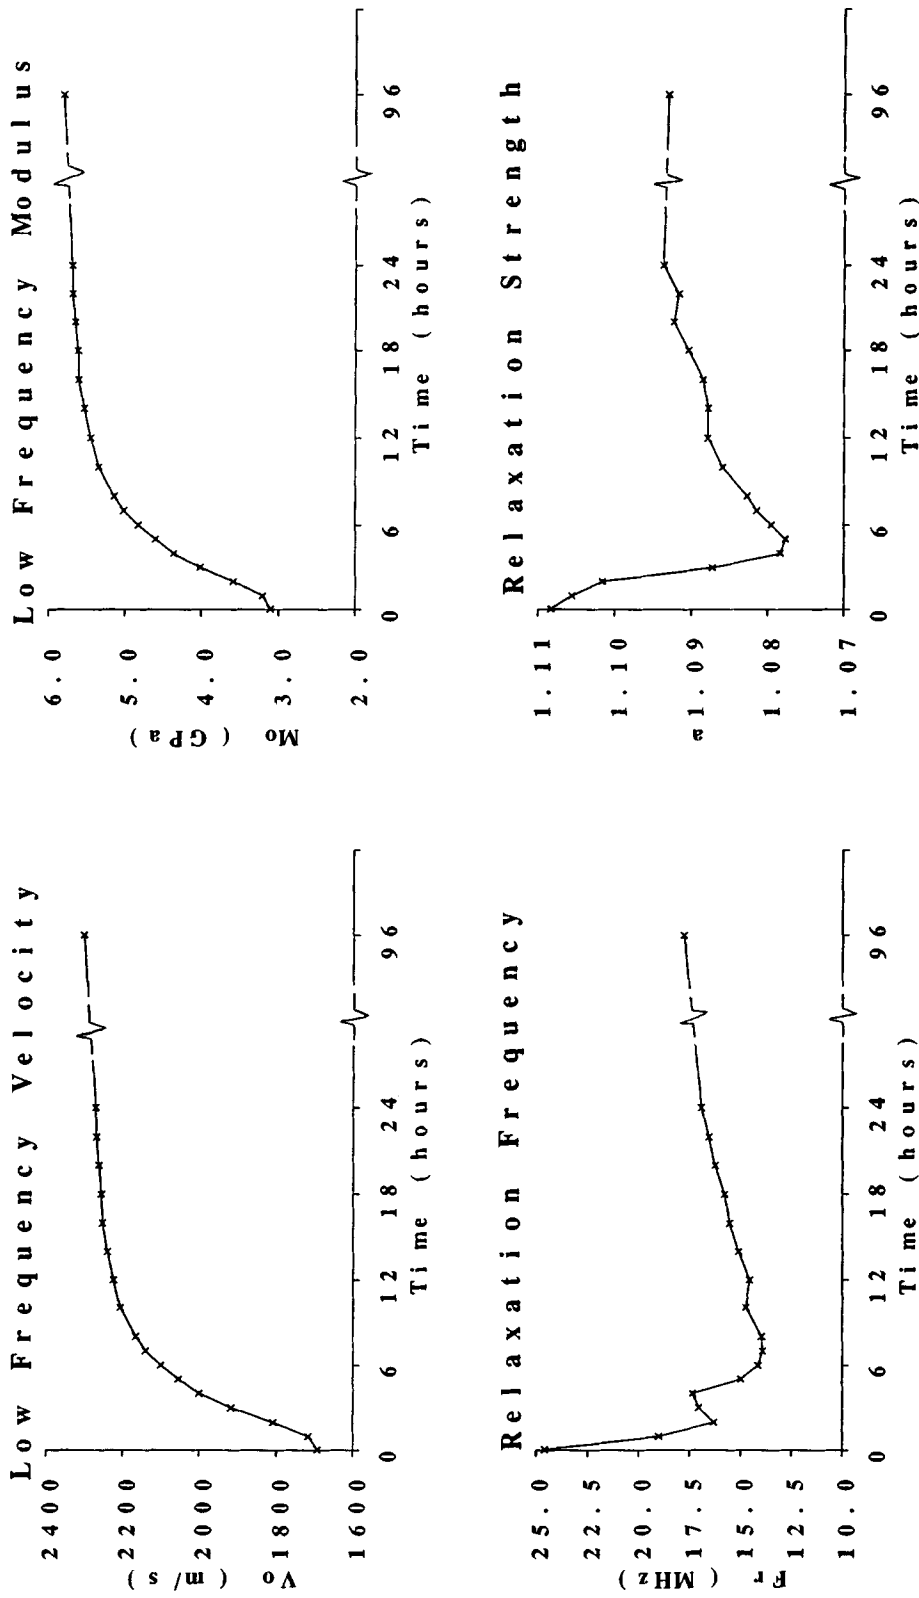 Low Frequency Velocity
2400
2200
2000
1800
1600
Vo (m/s)
0 6 12 18 24 96
Time (hours)
Low Frequency Modulus
6.0
5.0
4.0
3.0
2.0
Mo (GPa)
0 6 12 18 24 96
Time (hours)
Relaxation Frequency
25.0
22.5
20.0
17.5
15.0
12.5
10.0
Fr (MHz)
0 6 12 18 24 96
Time (hours)
Relaxation Strength
1.11
1.10
1.09
1.08
1.07
a
0 6 12 18 24 96
Time (hours)